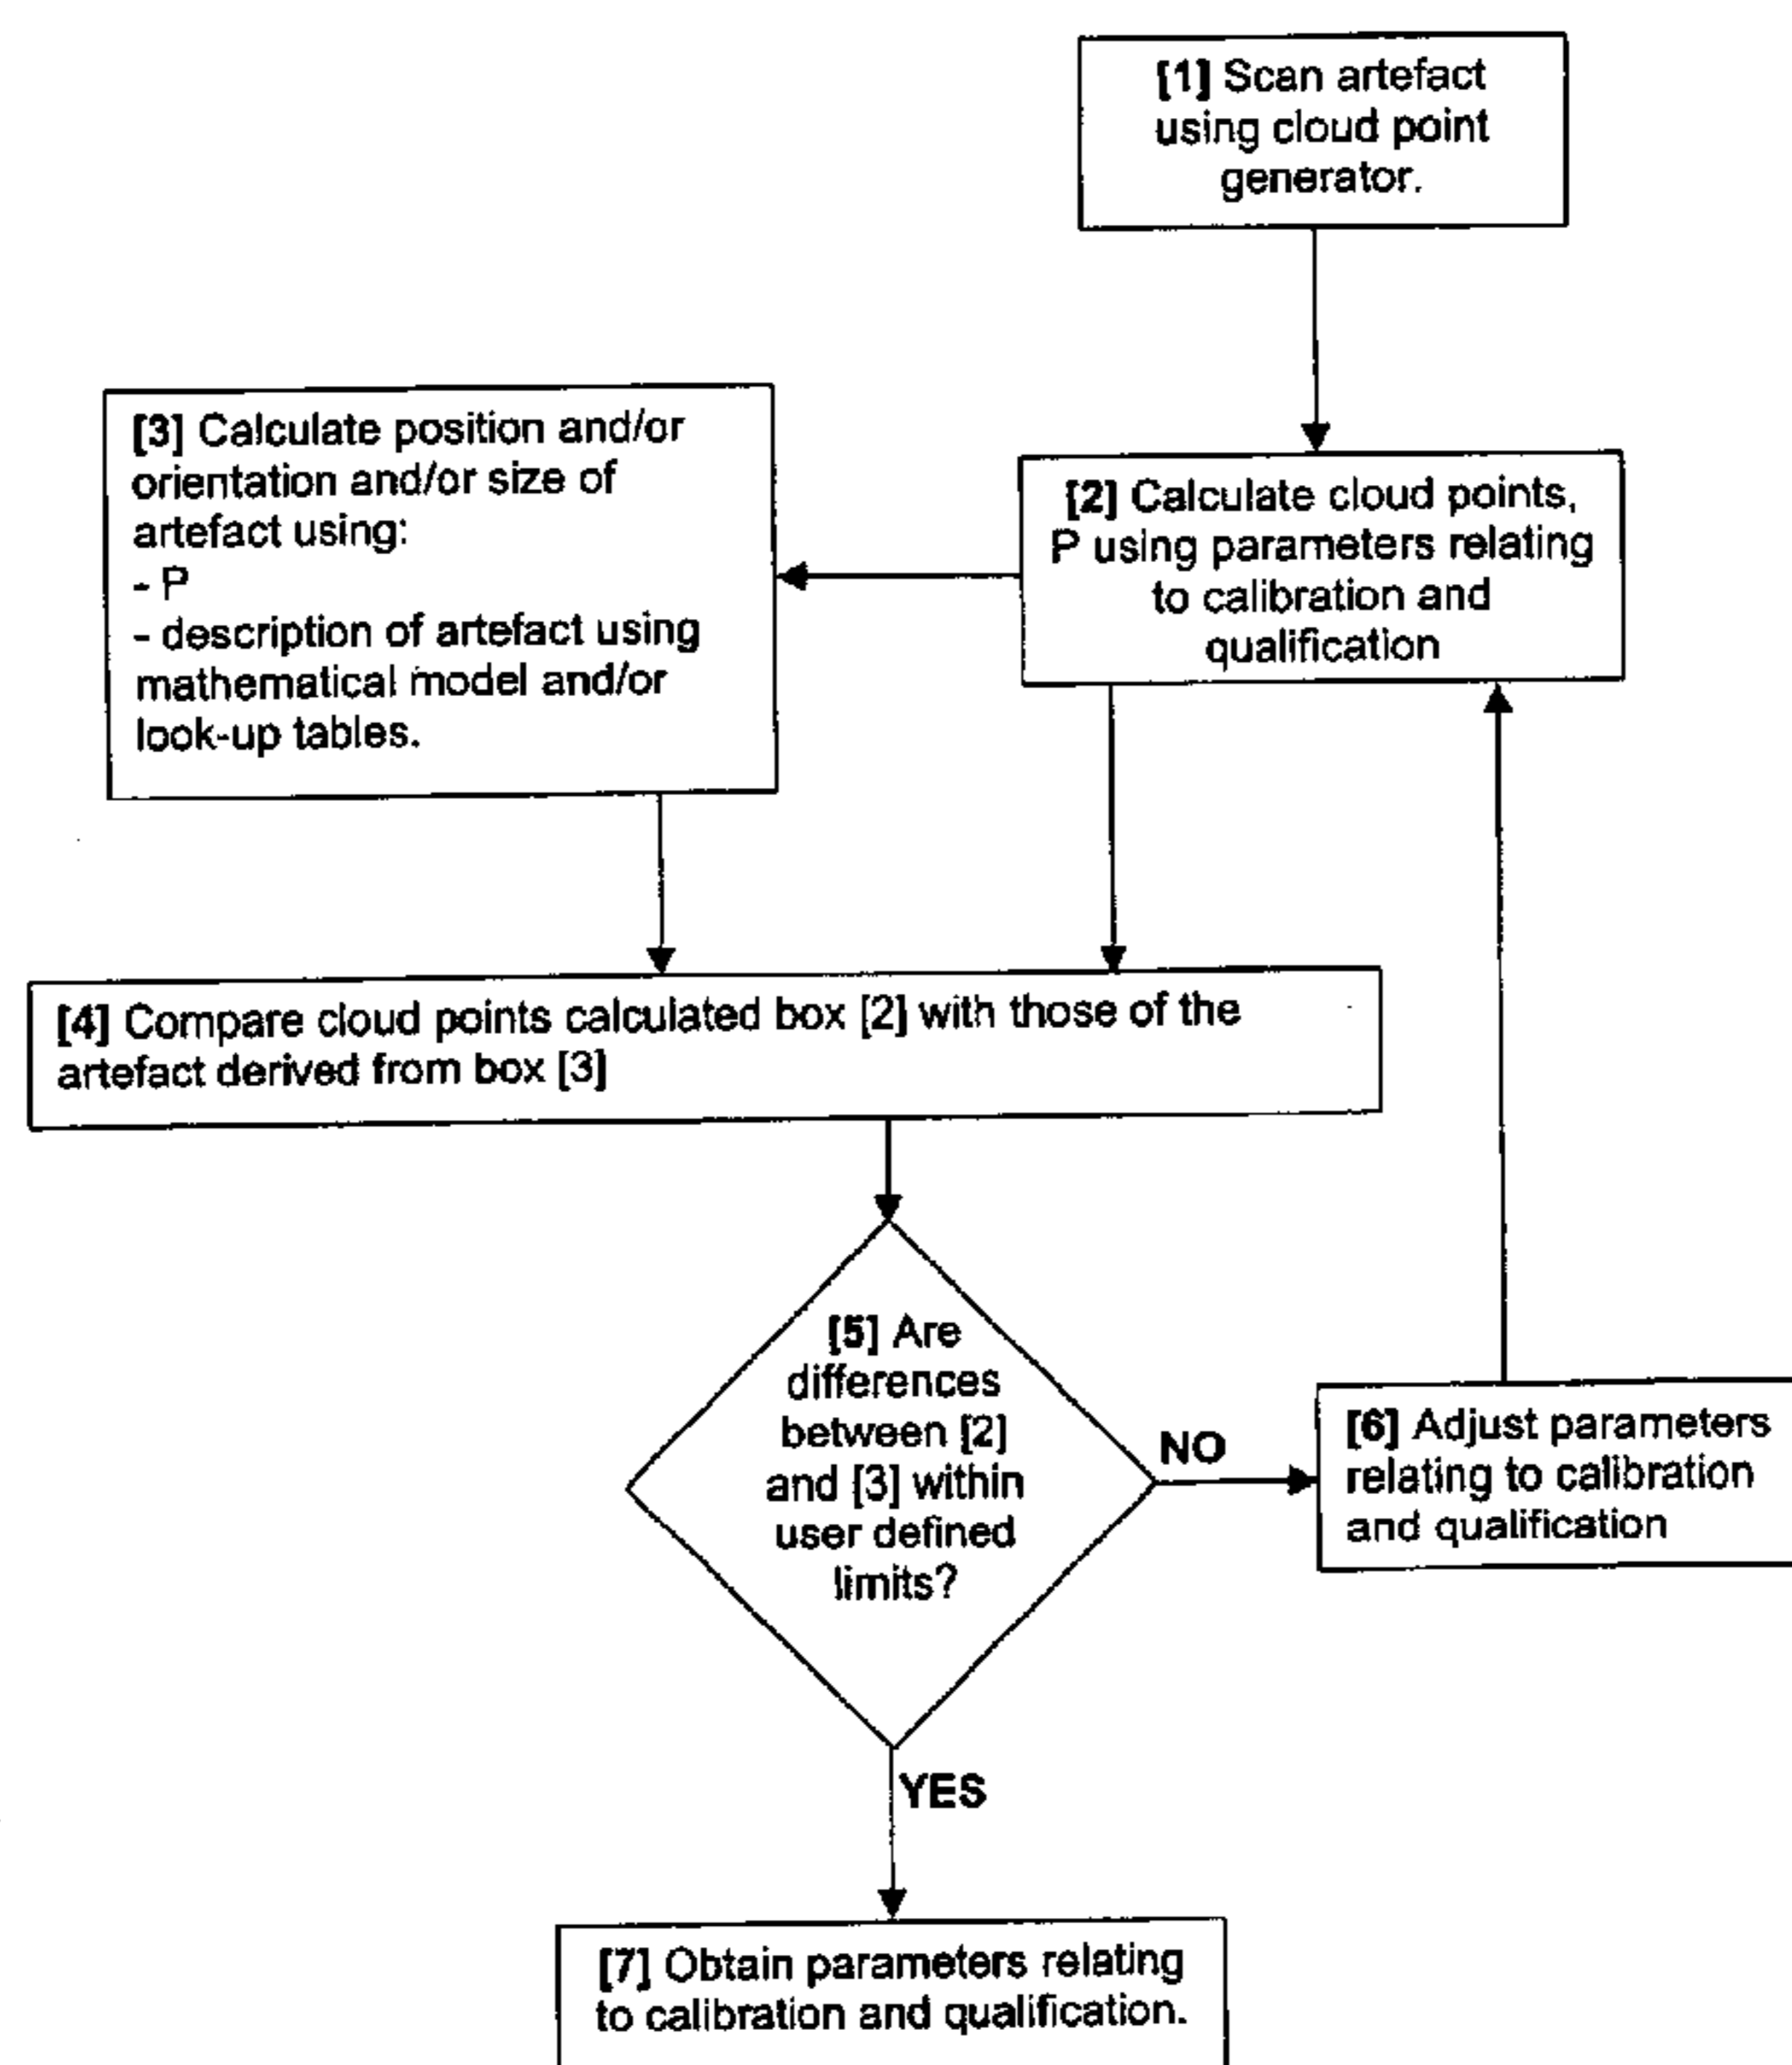 [1] Scan artefact
using cloud point
generator.
[3] Calculate position and/or
orientation and/or size of
artefact using:
- P
- description of artefact using
mathematical model and/or
look-up tables.
[2] Calculate cloud points,
P using parameters relating
to calibration and
qualification
[4] Compare cloud points calculated box [2] with those of the
artefact derived from box [3]
[5] Are
differences
between [2]
and [3] within
user defined
limits?
NO
[6] Adjust parameters
relating to calibration
and qualification
YES
[7] Obtain parameters relating
to calibration and qualification.